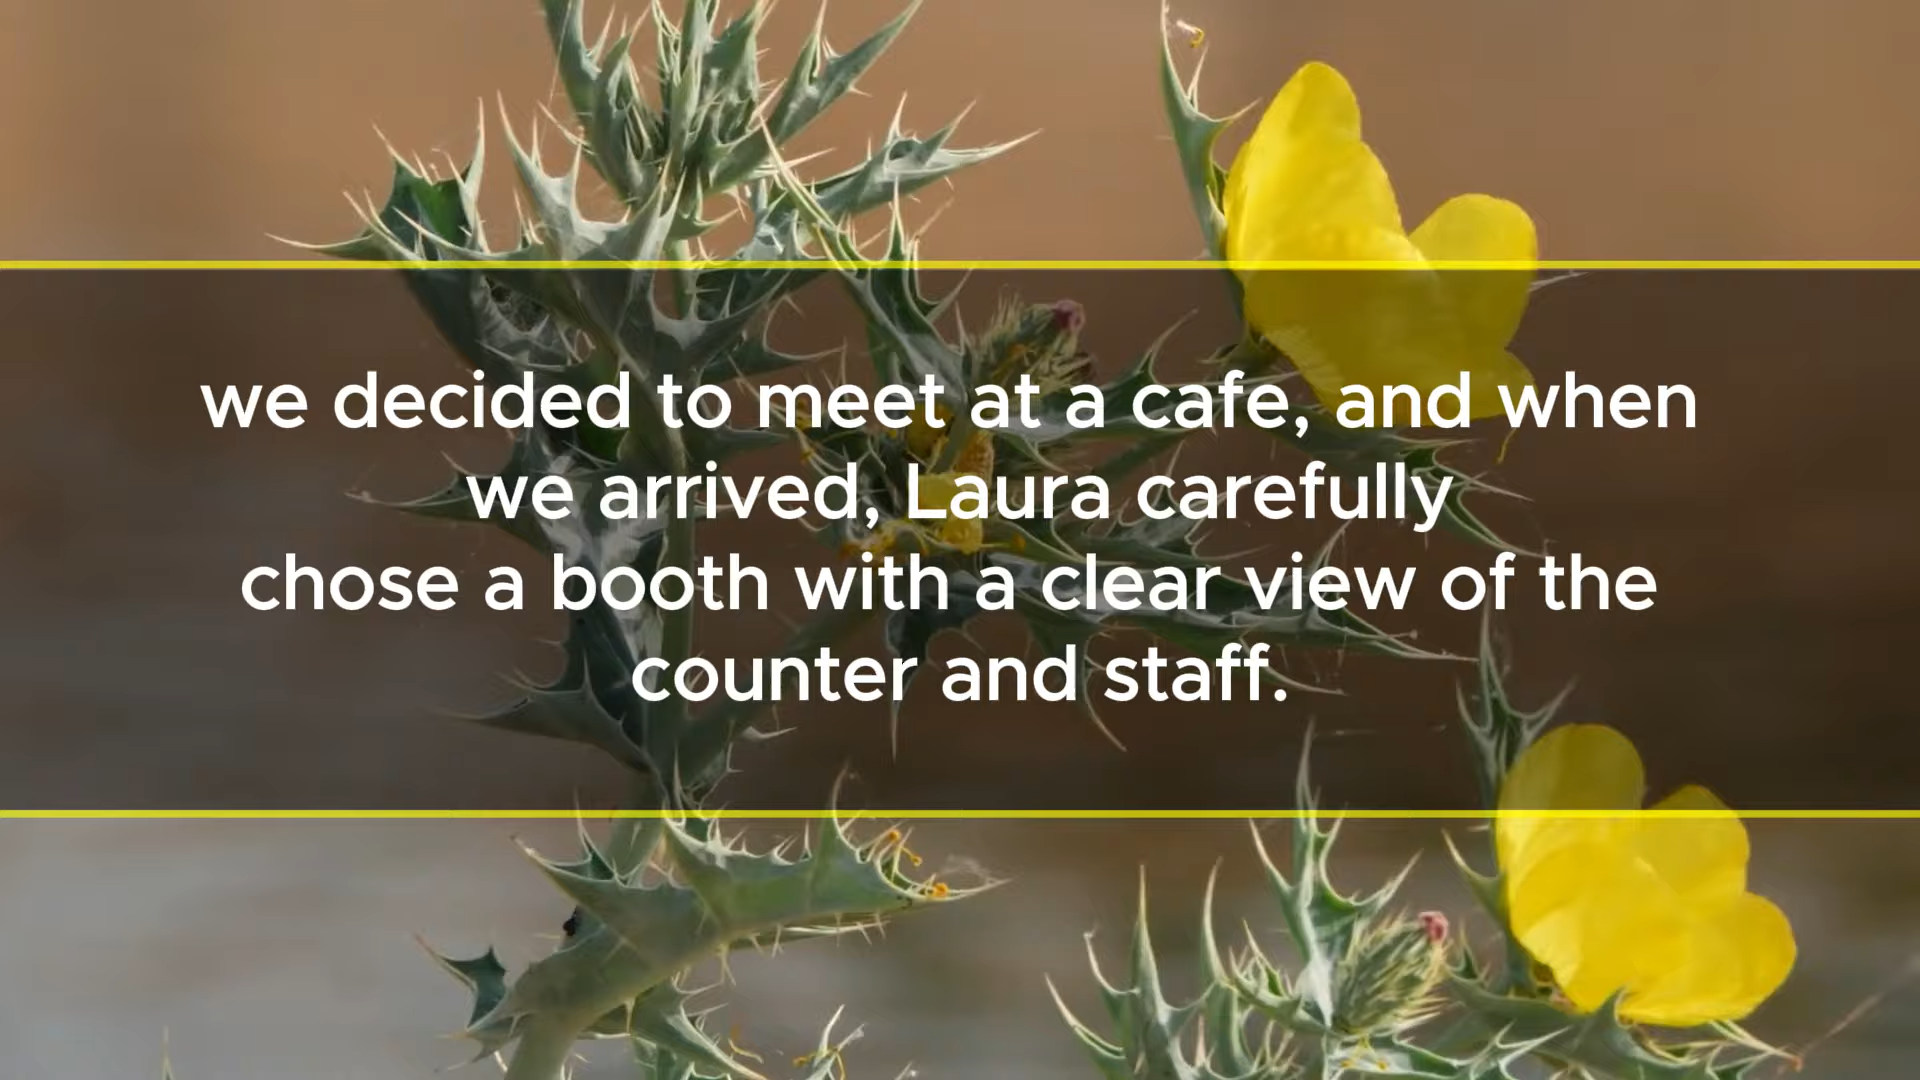 we decided to meet at a cafe, and when
we arrived, Laura carefully
chose a booth with a clear view of the
counter and staff.